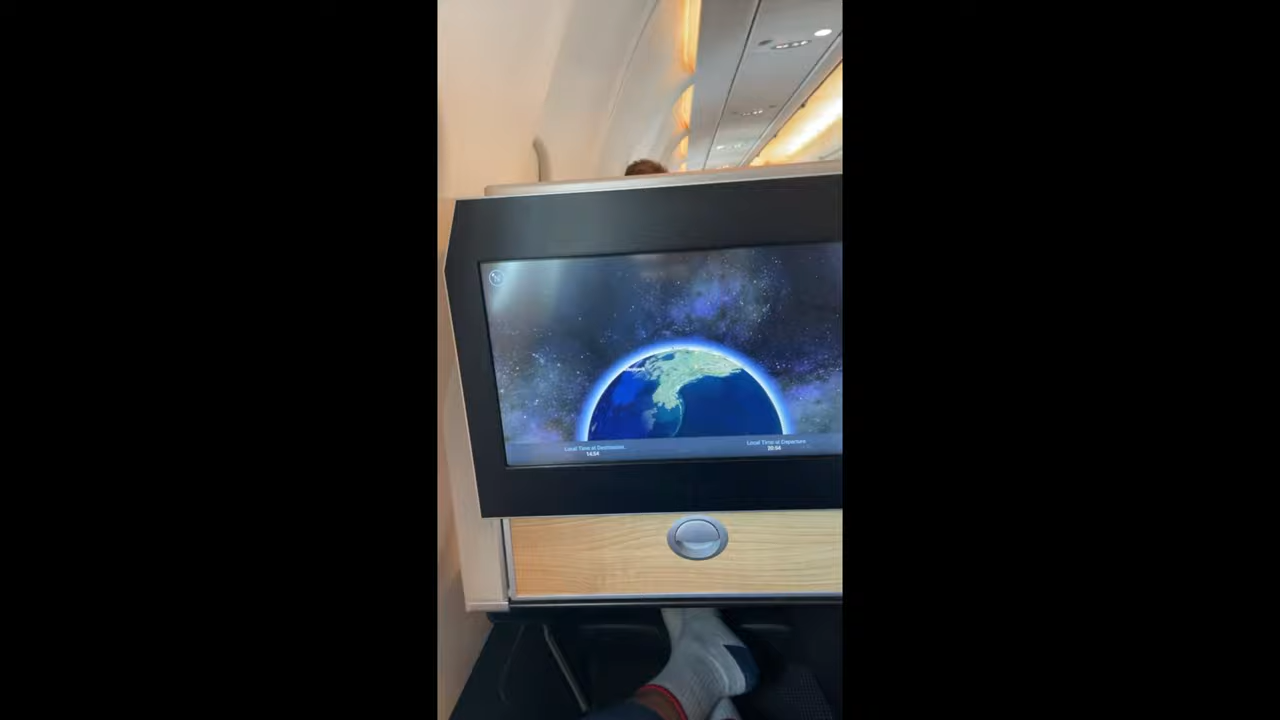 N
Local Time at Destination
14:54
Local Time at Departure
20:54